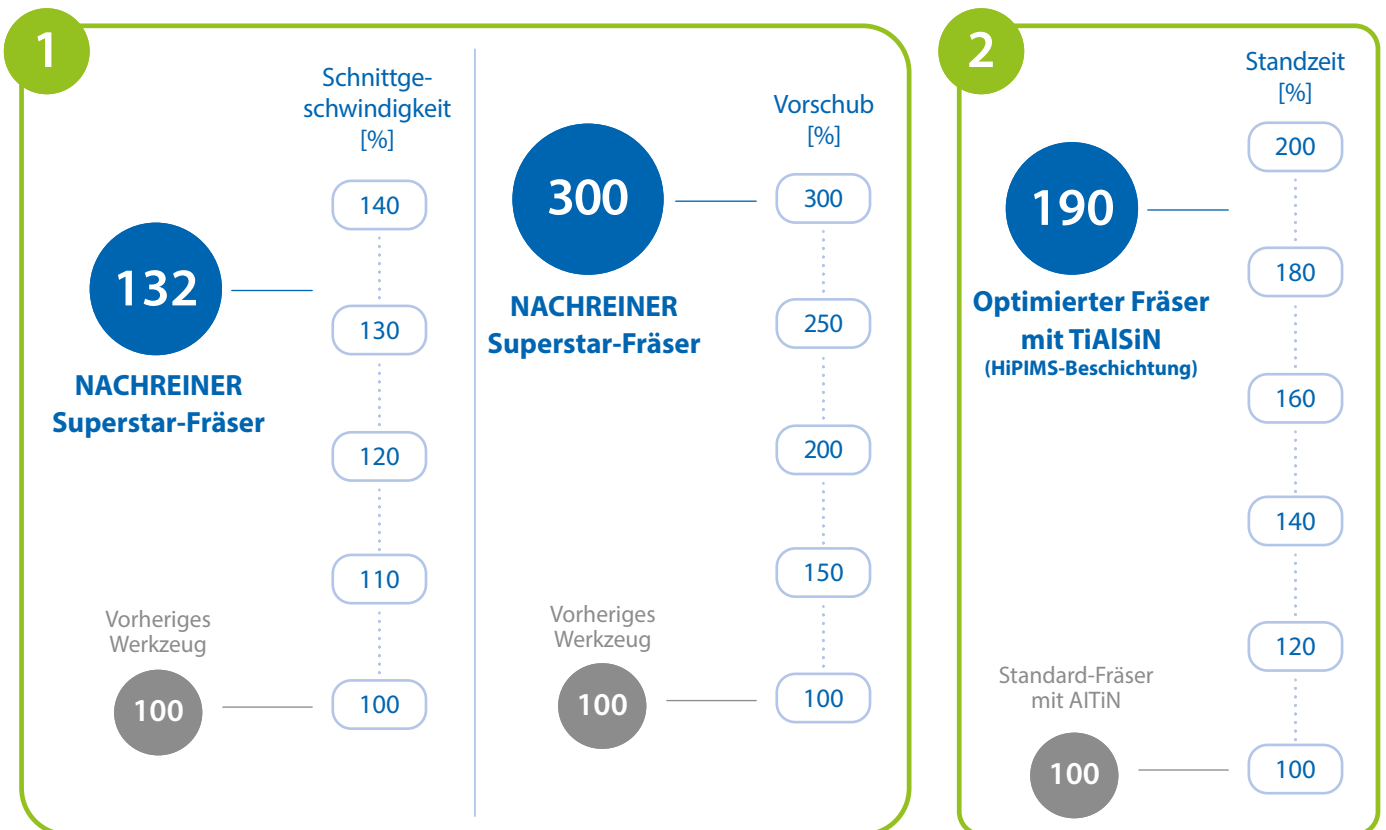 1
Schnittge-
schwindigkeit
[%]
140
132
130
NACHREINER
Superstar-Fräser
120
110
Vorheriges
Werkzeug
100
100
Vorschub
[%]
300
300
NACHREINER
Superstar-Fräser
250
200
150
Vorheriges
Werkzeug
100
100
2
Standzeit
[%]
200
190
180
Optimierter Fräser
mit TiAlSiN
(HiPIMS-Beschichtung)
160
140
120
Standard-Fräser
mit AlTiN
100
100